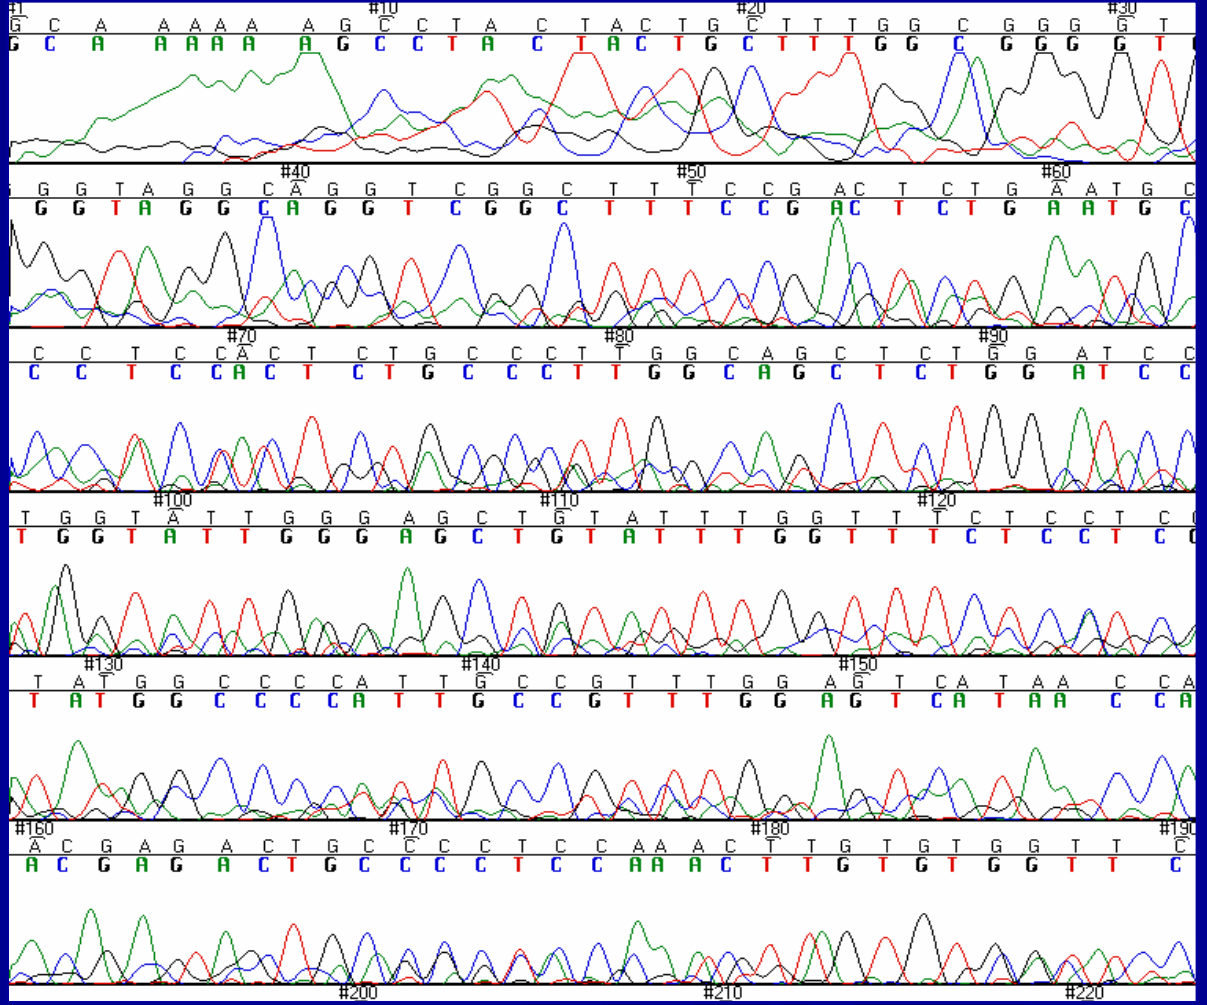 #1 #10 #20 #30
G C A A A A A A G C C T A C T A C T G C T T T G G C G G G G T
G C A A A A A A G C C T A C T A C T G C T T T G G C G G G G T
#40 #50 #60
G G G T A G G C A G G T C G G C T T T C C G A C T C T G A A T G C
G G T A G G C A G G T C G G C T T T C C G A C T C T G A A T G C
#70 #80 #90
C C T C C A C T C T G C C C T T G G C A G C T C T G G A T C C
C C T C C A C T C T G C C C T T G G C A G C T C T G G A T C C
#100 #110 #120
T G G T A T T G G G A G C T G T A T T T G G T T T C T C C T C
T G G T A T T G G G A G C T G T A T T T G G T T T C T C C T C
#130 #140 #150
T A T G G C C C C A T T G C C G T T T G G A G T C A T A A C C A
T A T G G C C C C A T T G C C G T T T G G A G T C A T A A C C A
#160 #170 #180 #190
A C G A G A C T G C C C C T C C A A A C T T G T G T G G T T C
A C G A G A C T G C C C C T C C A A A C T T G T G T G G T T C
#200 #210 #220